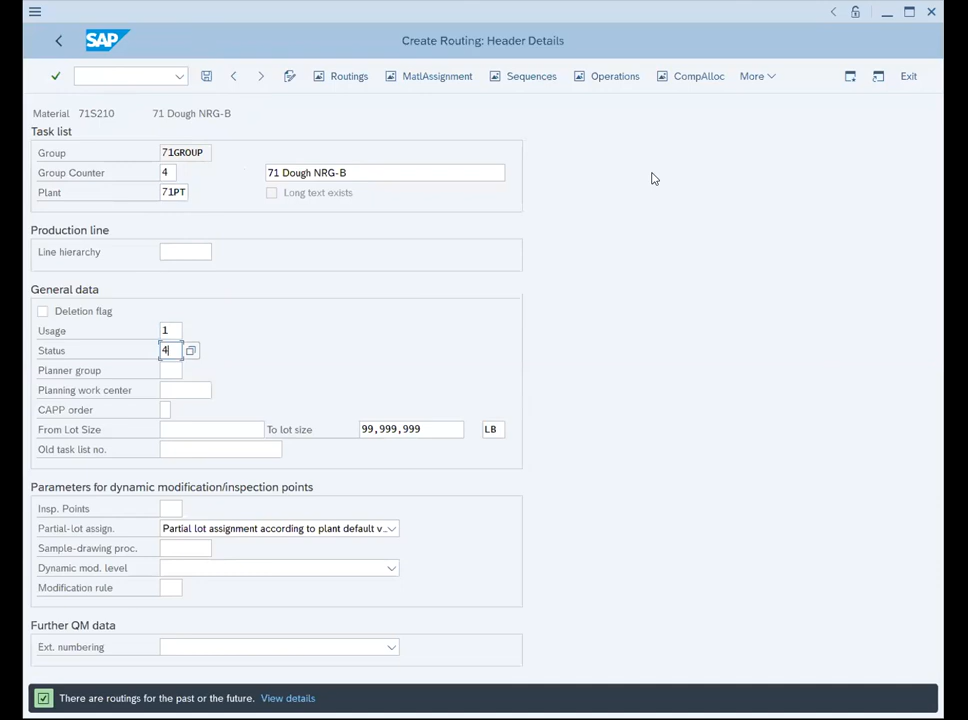 SAP
Create Routing: Header Details
Routings MatlAssignment Sequences Operations CompAlloc More Exit
Material 71S210 71 Dough NRG-B
Task list
Group 71GROUP
Group Counter 4 71 Dough NRG-B
Plant 71PT Long text exists
Production line
Line hierarchy
General data
Deletion flag
Usage 1
Status 4
Planner group
Planning work center
CAPP order
From Lot Size To lot size 99,999,999 LB
Old task list no.
Parameters for dynamic modification/inspection points
Insp. Points
Partial-lot assign. Partial lot assignment according to plant default v...
Sample-drawing proc.
Dynamic mod. level
Modification rule
Further QM data
Ext. numbering
There are routings for the past or the future. View details